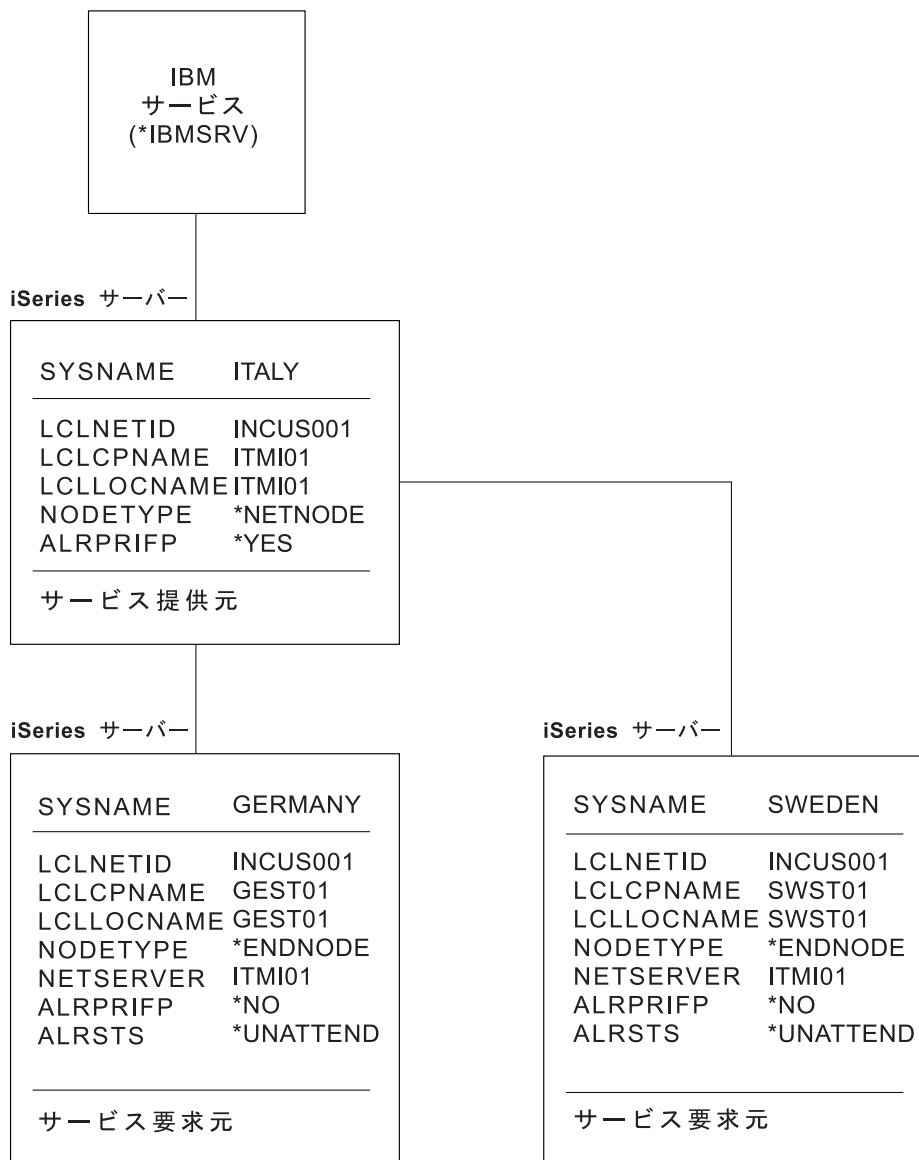 IBM
サービス
(*IBMSRV)
iSeries サーバー
SYSNAME ITALY
LCLNETID INCUS001
LCLCPNAME ITMI01
LCLLOCNAME ITMI01
NODETYPE *NETNODE
ALRPRIFP *YES
サービス提供元
iSeries サーバー
SYSNAME GERMANY
LCLNETID INCUS001
LCLCPNAME GEST01
LCLLOCNAME GEST01
NODETYPE *ENDNODE
NETSERVER ITMI01
ALRPRIFP *NO
ALRSTS *UNATTEND
サービス要求元
iSeries サーバー
SYSNAME SWEDEN
LCLNETID INCUS001
LCLCPNAME SWST01
LCLLOCNAME SWST01
NODETYPE *ENDNODE
NETSERVER ITMI01
ALRPRIFP *NO
ALRSTS *UNATTEND
サービス要求元